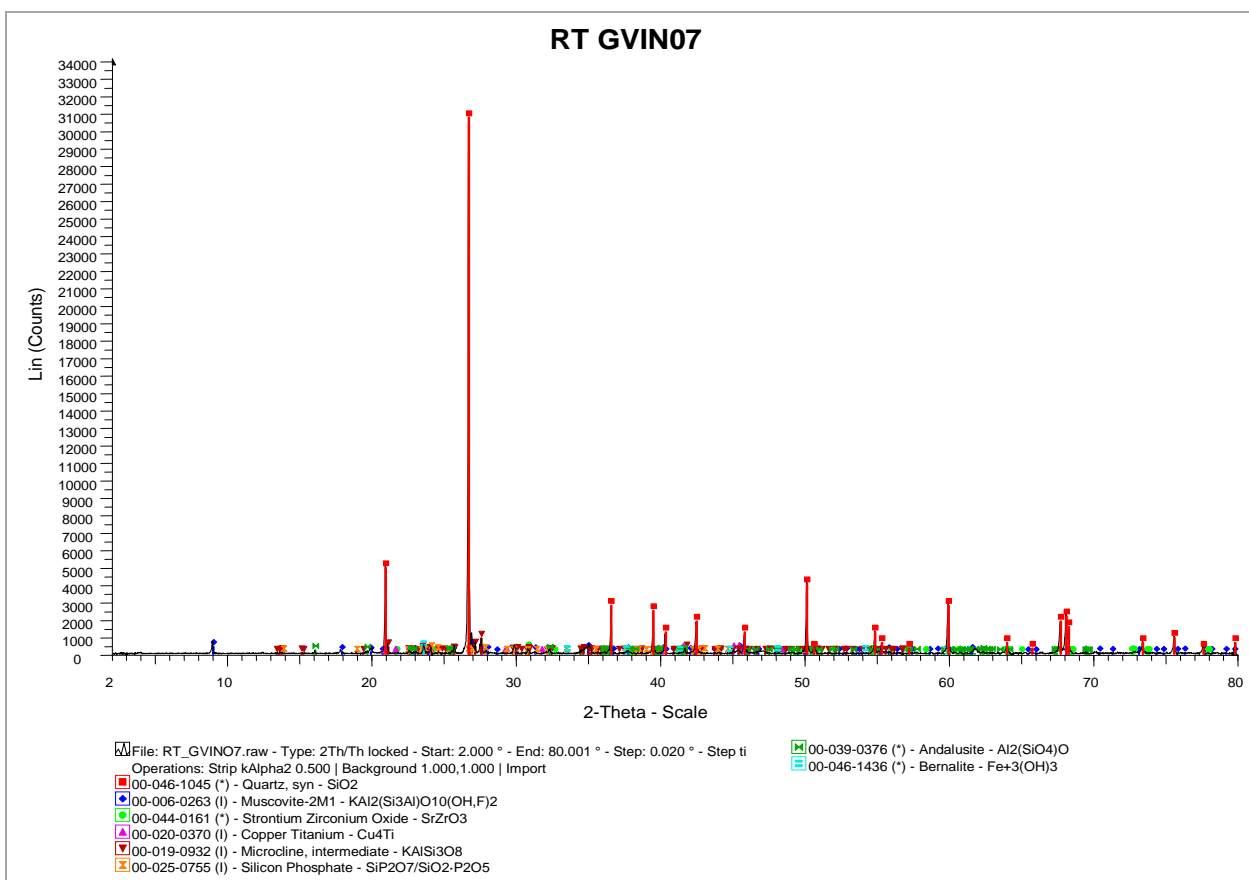 RT GVIN07
Lin (Counts)
34000
33000
32000
31000
30000
29000
28000
27000
26000
25000
24000
23000
22000
21000
20000
19000
18000
17000
16000
15000
14000
13000
12000
11000
10000
9000
8000
7000
6000
5000
4000
3000
2000
1000
0
2 10 20 30 40 50 60 70 80
2-Theta - Scale
File: RT_GVINO7.raw - Type: 2Th/Th locked - Start: 2.000 ° - End: 80.001 ° - Step: 0.020 ° - Step ti
Operations: Strip kAlpha2 0.500 | Background 1.000,1.000 | Import
00-046-1045 (*) - Quartz, syn - SiO2
00-006-0263 (I) - Muscovite-2M1 - KAl2(Si3Al)O10(OH,F)2
00-044-0161 (*) - Strontium Zirconium Oxide - SrZrO3
00-020-0370 (I) - Copper Titanium - Cu4Ti
00-019-0932 (I) - Microcline, intermediate - KAlSi3O8
00-025-0755 (I) - Silicon Phosphate - SiP2O7/SiO2·P2O5
00-039-0376 (*) - Andalusite - Al2(SiO4)O
00-046-1436 (*) - Bernalite - Fe+3(OH)3